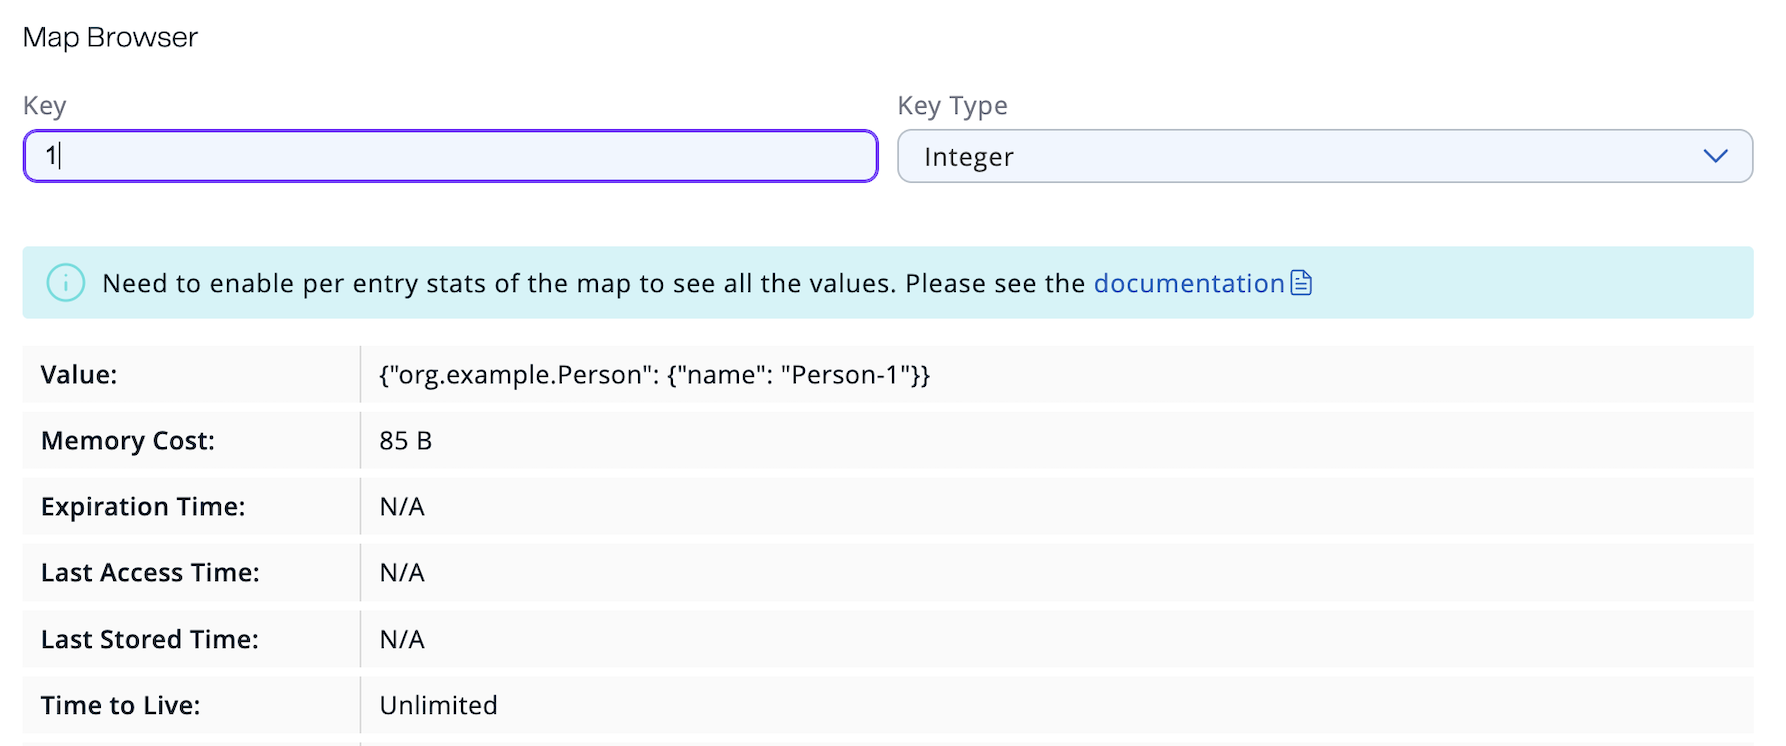 Map Browser
Key Key Type
1 Integer
Need to enable per entry stats of the map to see all the values. Please see the documentation
Value: {"org.example.Person": {"name": "Person-1"}}
Memory Cost: 85 B
Expiration Time: N/A
Last Access Time: N/A
Last Stored Time: N/A
Time to Live: Unlimited